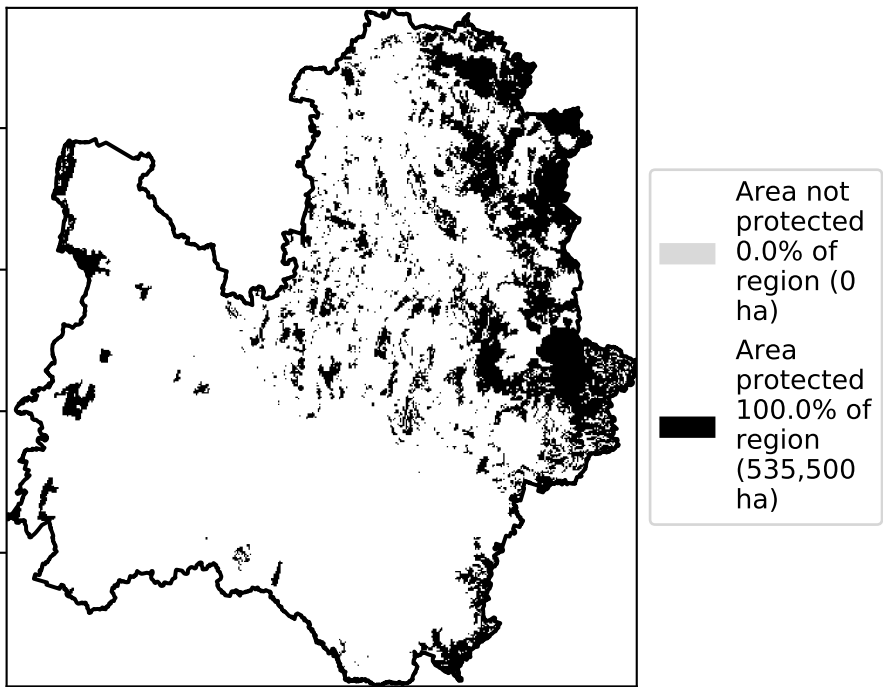 Area not
protected
0.0% of
region (0
ha)
Area
protected
100.0% of
region
(535,500
ha)